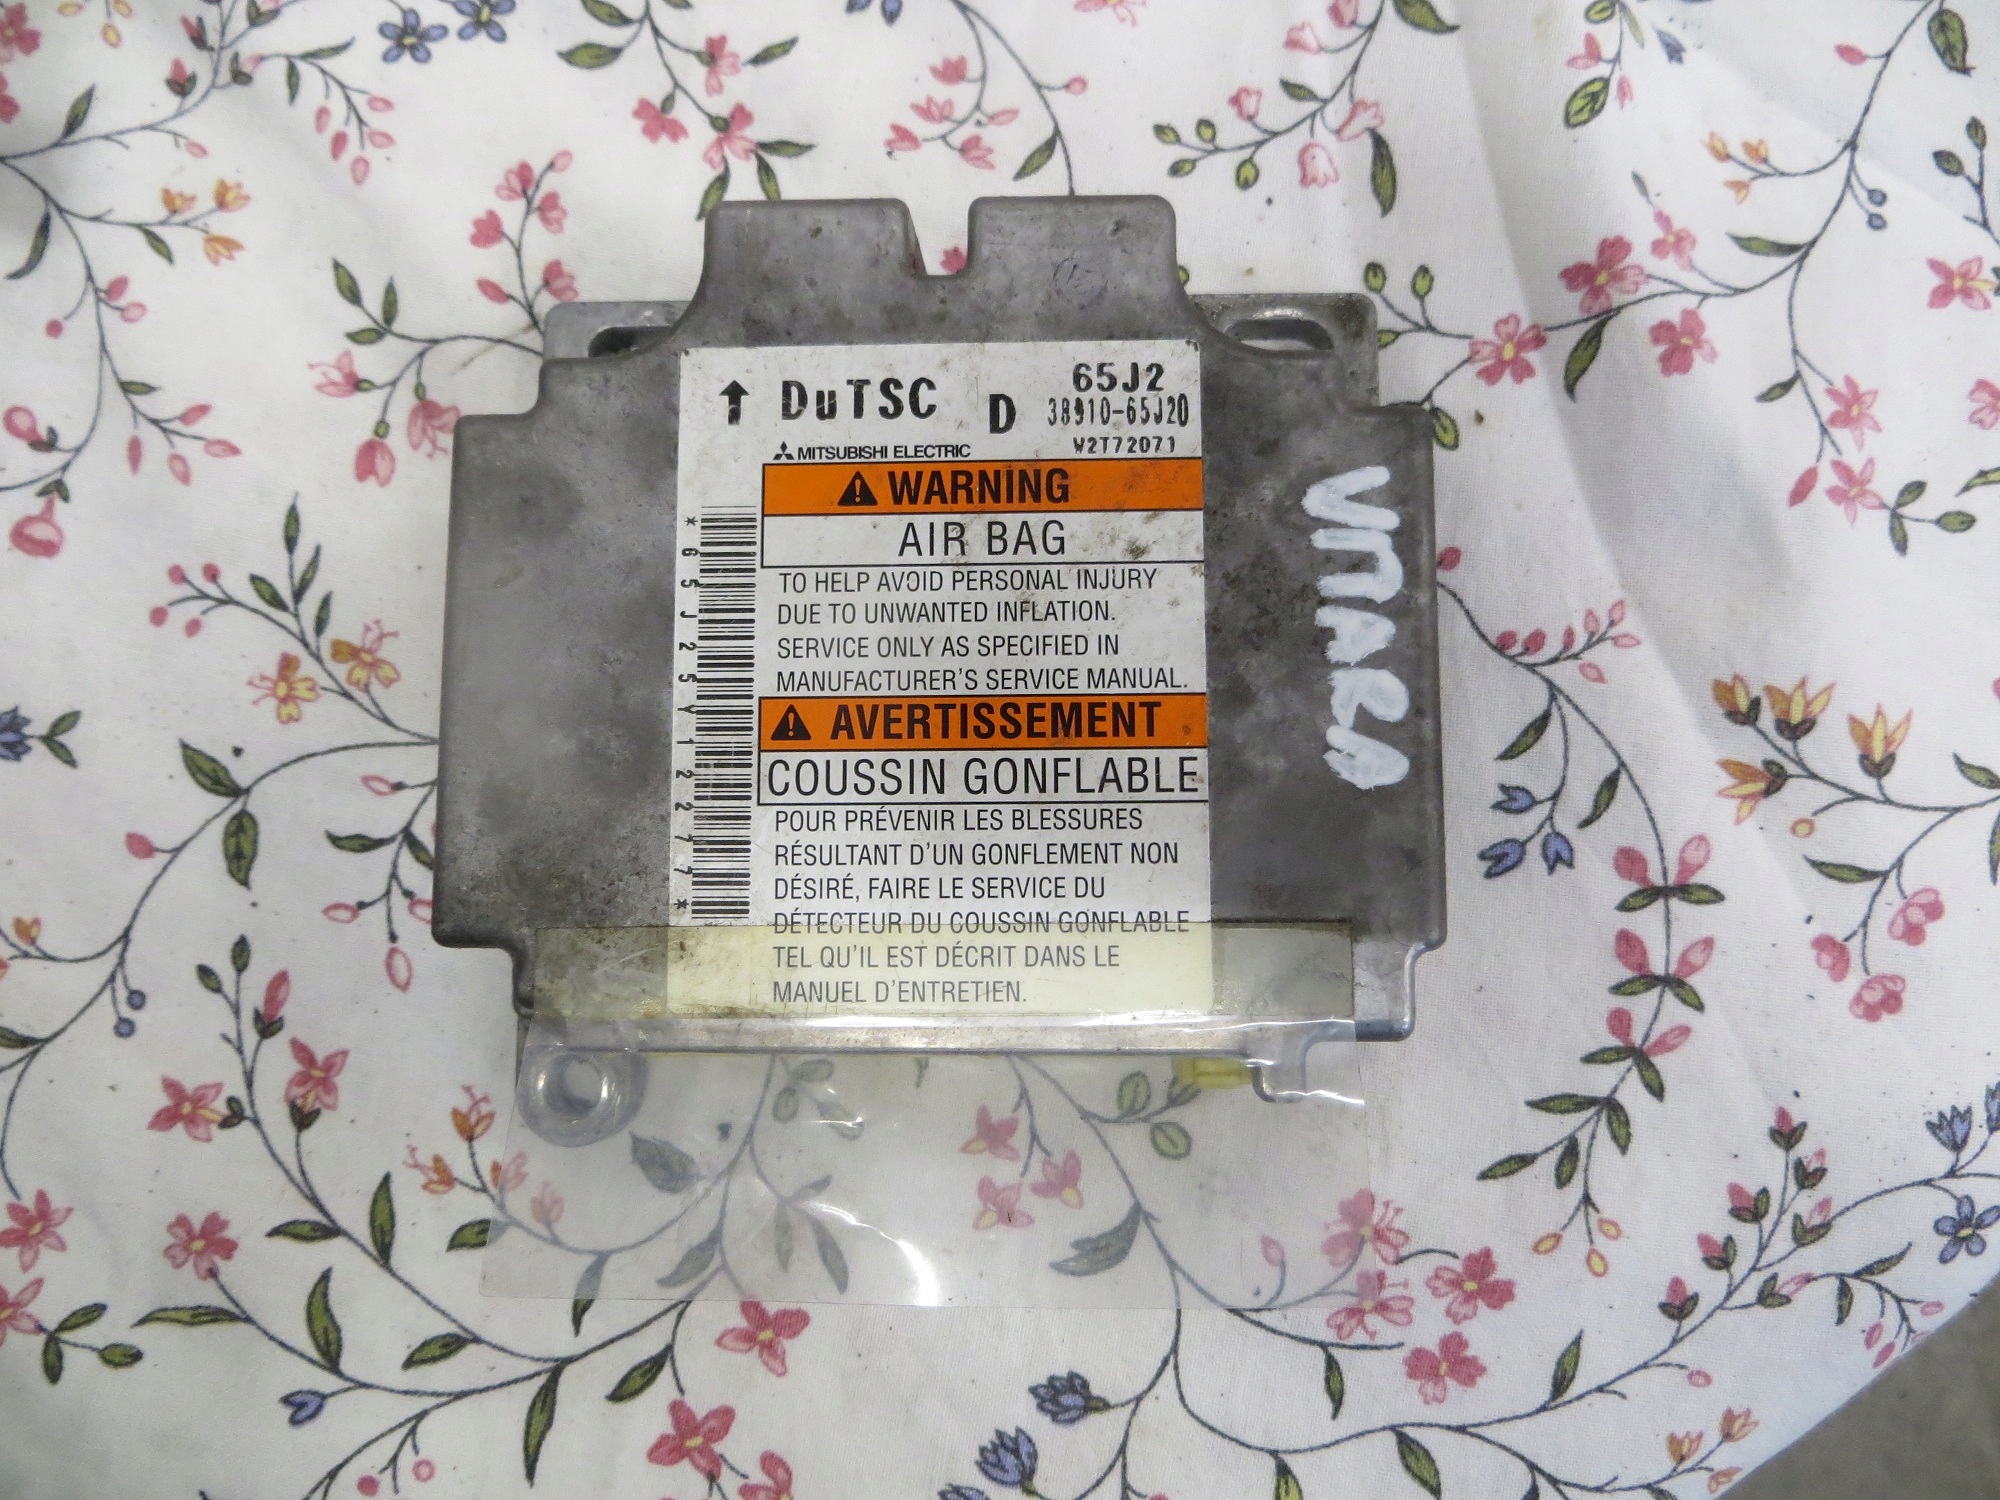 DuTSC D
65J2
38910-65J20
W2T72071
MITSUBISHI ELECTRIC
WARNING
AIR BAG
TO HELP AVOID PERSONAL INJURY
DUE TO UNWANTED INFLATION.
SERVICE ONLY AS SPECIFIED IN
MANUFACTURER'S SERVICE MANUAL.
AVERTISSEMENT
COUSSIN GONFLABLE
POUR PRÉVENIR LES BLESSURES
RÉSULTANT D'UN GONFLEMENT NON
DÉSIRÉ, FAIRE LE SERVICE DU
DÉTECTEUR DU COUSSIN GONFLABLE
TEL QU'IL EST DÉCRIT DANS LE
MANUEL D'ENTRETIEN.
*65J25Y12277*